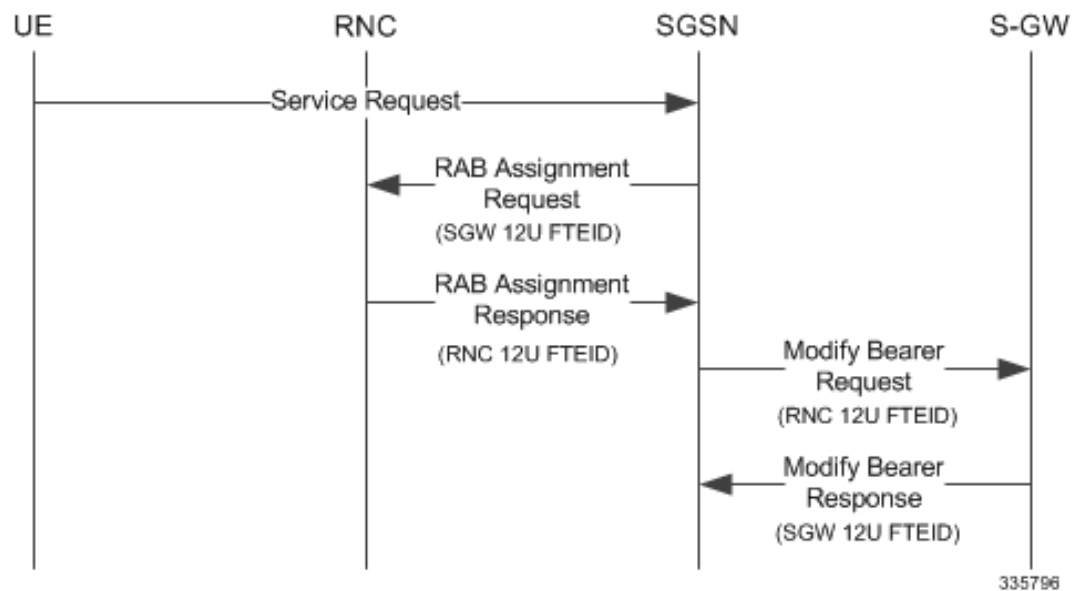 UE RNC SGSN S-GW
Service Request
RAB Assignment
Request
(SGW 12U FTEID)
RAB Assignment
Response
(RNC 12U FTEID)
Modify Bearer
Request
(RNC 12U FTEID)
Modify Bearer
Response
(SGW 12U FTEID)
335796